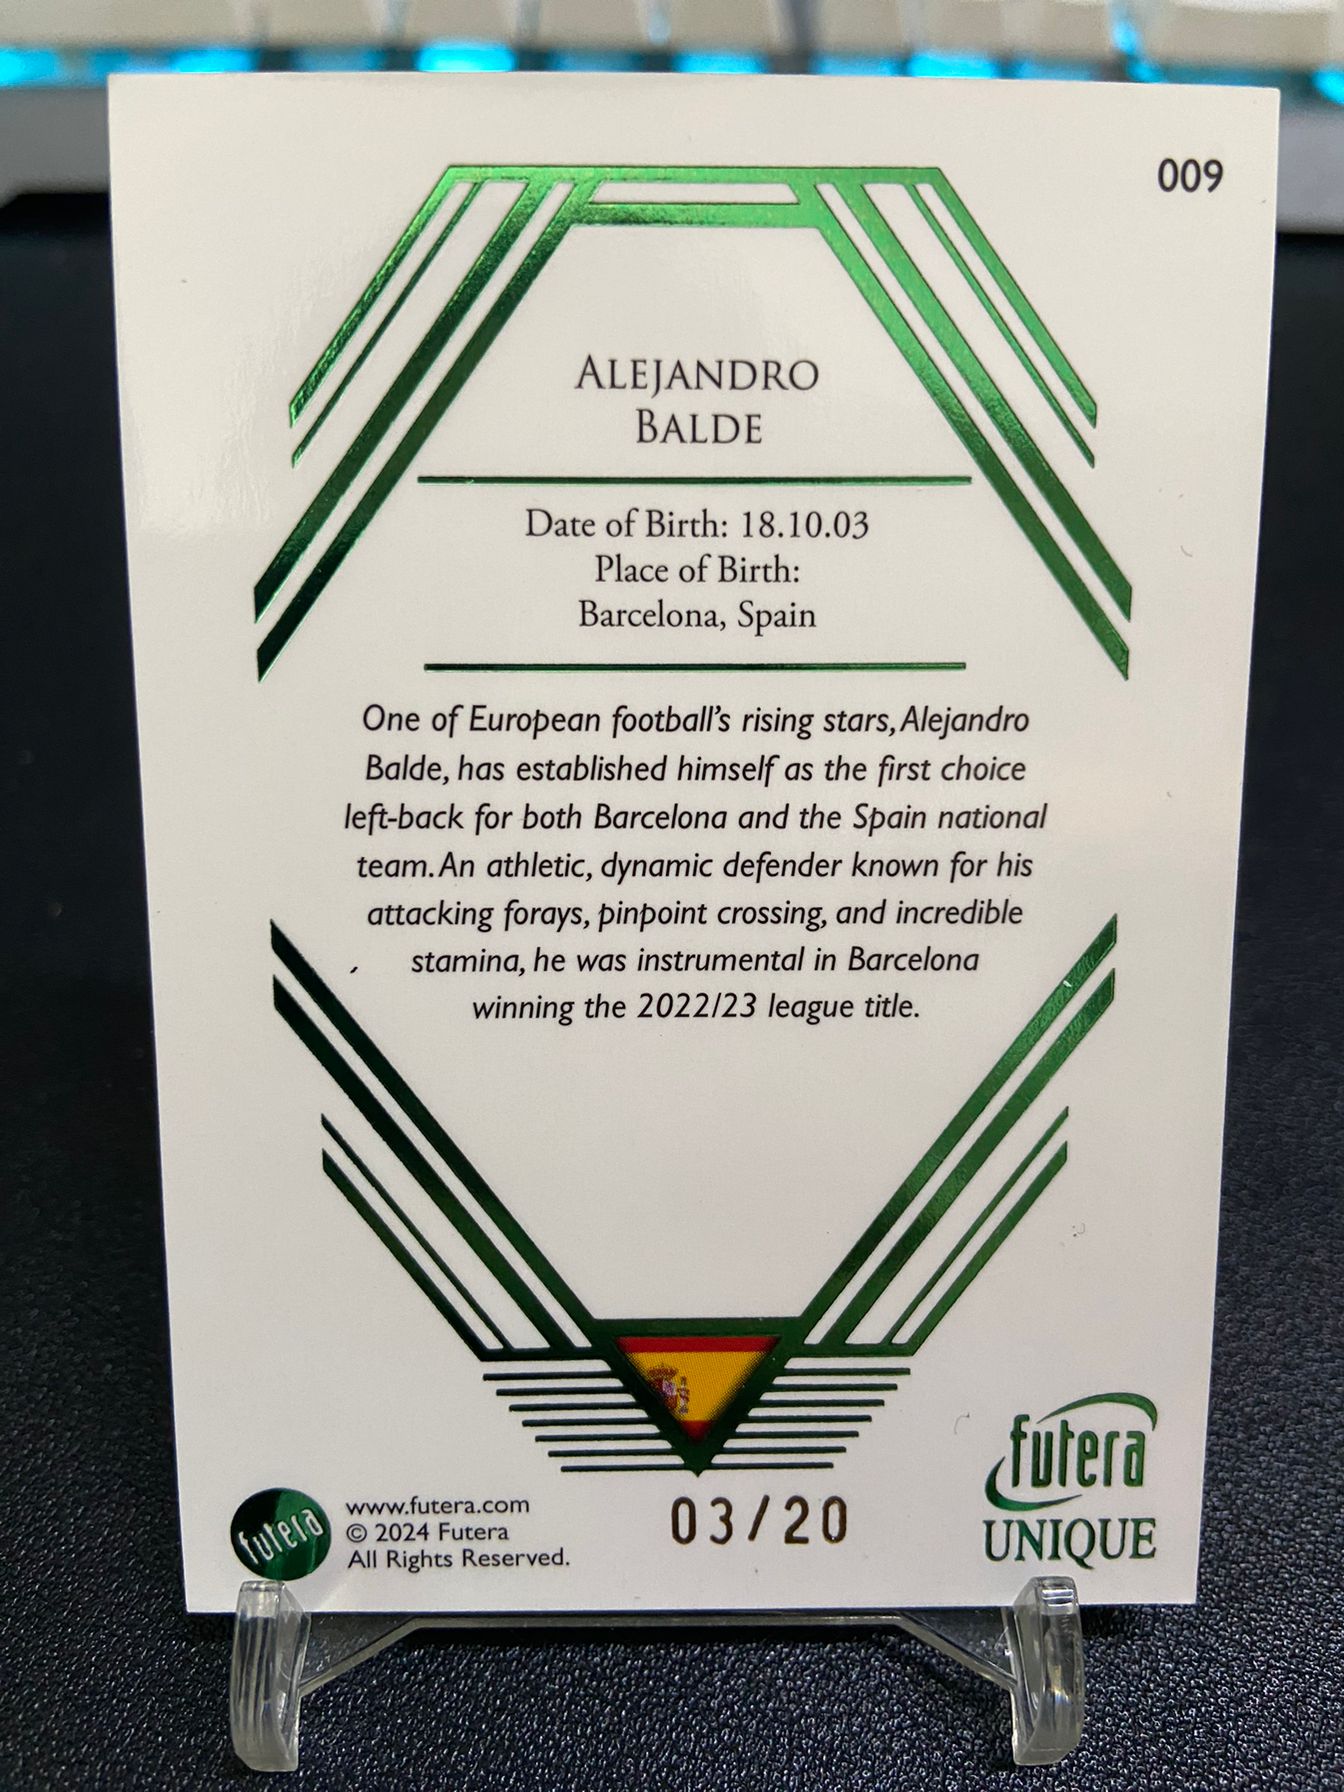 009
ALEJANDRO
BALDE
Date of Birth: 18.10.03
Place of Birth:
Barcelona, Spain
One of European football's rising stars, Alejandro
Balde, has established himself as the first choice
left-back for both Barcelona and the Spain national
team. An athletic, dynamic defender known for his
attacking forays, pinpoint crossing, and incredible
stamina, he was instrumental in Barcelona
winning the 2022/23 league title.
futera
www.futera.com
© 2024 Futera
All Rights Reserved.
03/20
futera
UNIQUE